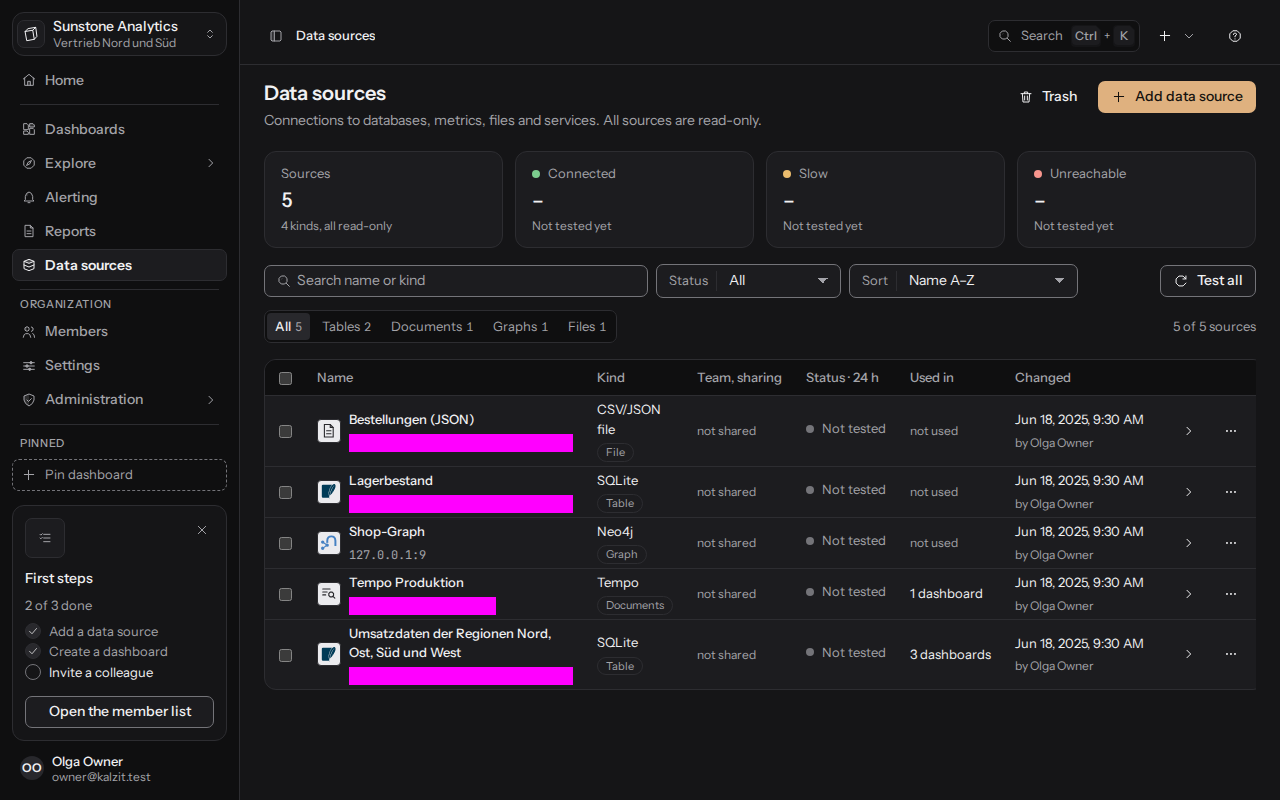 Sunstone Analytics
Vertrieb Nord und Süd
Home
Dashboards
Explore
Alerting
Reports
Data sources
ORGANIZATION
Members
Settings
Administration
PINNED
Pin dashboard
First steps
2 of 3 done
Add a data source
Create a dashboard
Invite a colleague
Open the member list
OO
Olga Owner
owner@kalzit.test
Data sources
Search Ctrl + K
Data sources
Connections to databases, metrics, files and services. All sources are read-only.
Trash
Add data source
Sources
5
4 kinds, all read-only
Connected
–
Not tested yet
Slow
–
Not tested yet
Unreachable
–
Not tested yet
Search name or kind
Status All
Sort Name A–Z
Test all
All 5 Tables 2 Documents 1 Graphs 1 Files 1
5 of 5 sources
Name Kind Team, sharing Status · 24 h Used in Changed
Bestellungen (JSON)
CSV/JSON
file
File
not shared
Not tested
not used
Jun 18, 2025, 9:30 AM
by Olga Owner
Lagerbestand
SQLite
Table
not shared
Not tested
not used
Jun 18, 2025, 9:30 AM
by Olga Owner
Shop-Graph
127.0.0.1:9
Neo4j
Graph
not shared
Not tested
not used
Jun 18, 2025, 9:30 AM
by Olga Owner
Tempo Produktion
Tempo
Documents
not shared
Not tested
1 dashboard
Jun 18, 2025, 9:30 AM
by Olga Owner
Umsatzdaten der Regionen Nord,
Ost, Süd und West
SQLite
Table
not shared
Not tested
3 dashboards
Jun 18, 2025, 9:30 AM
by Olga Owner